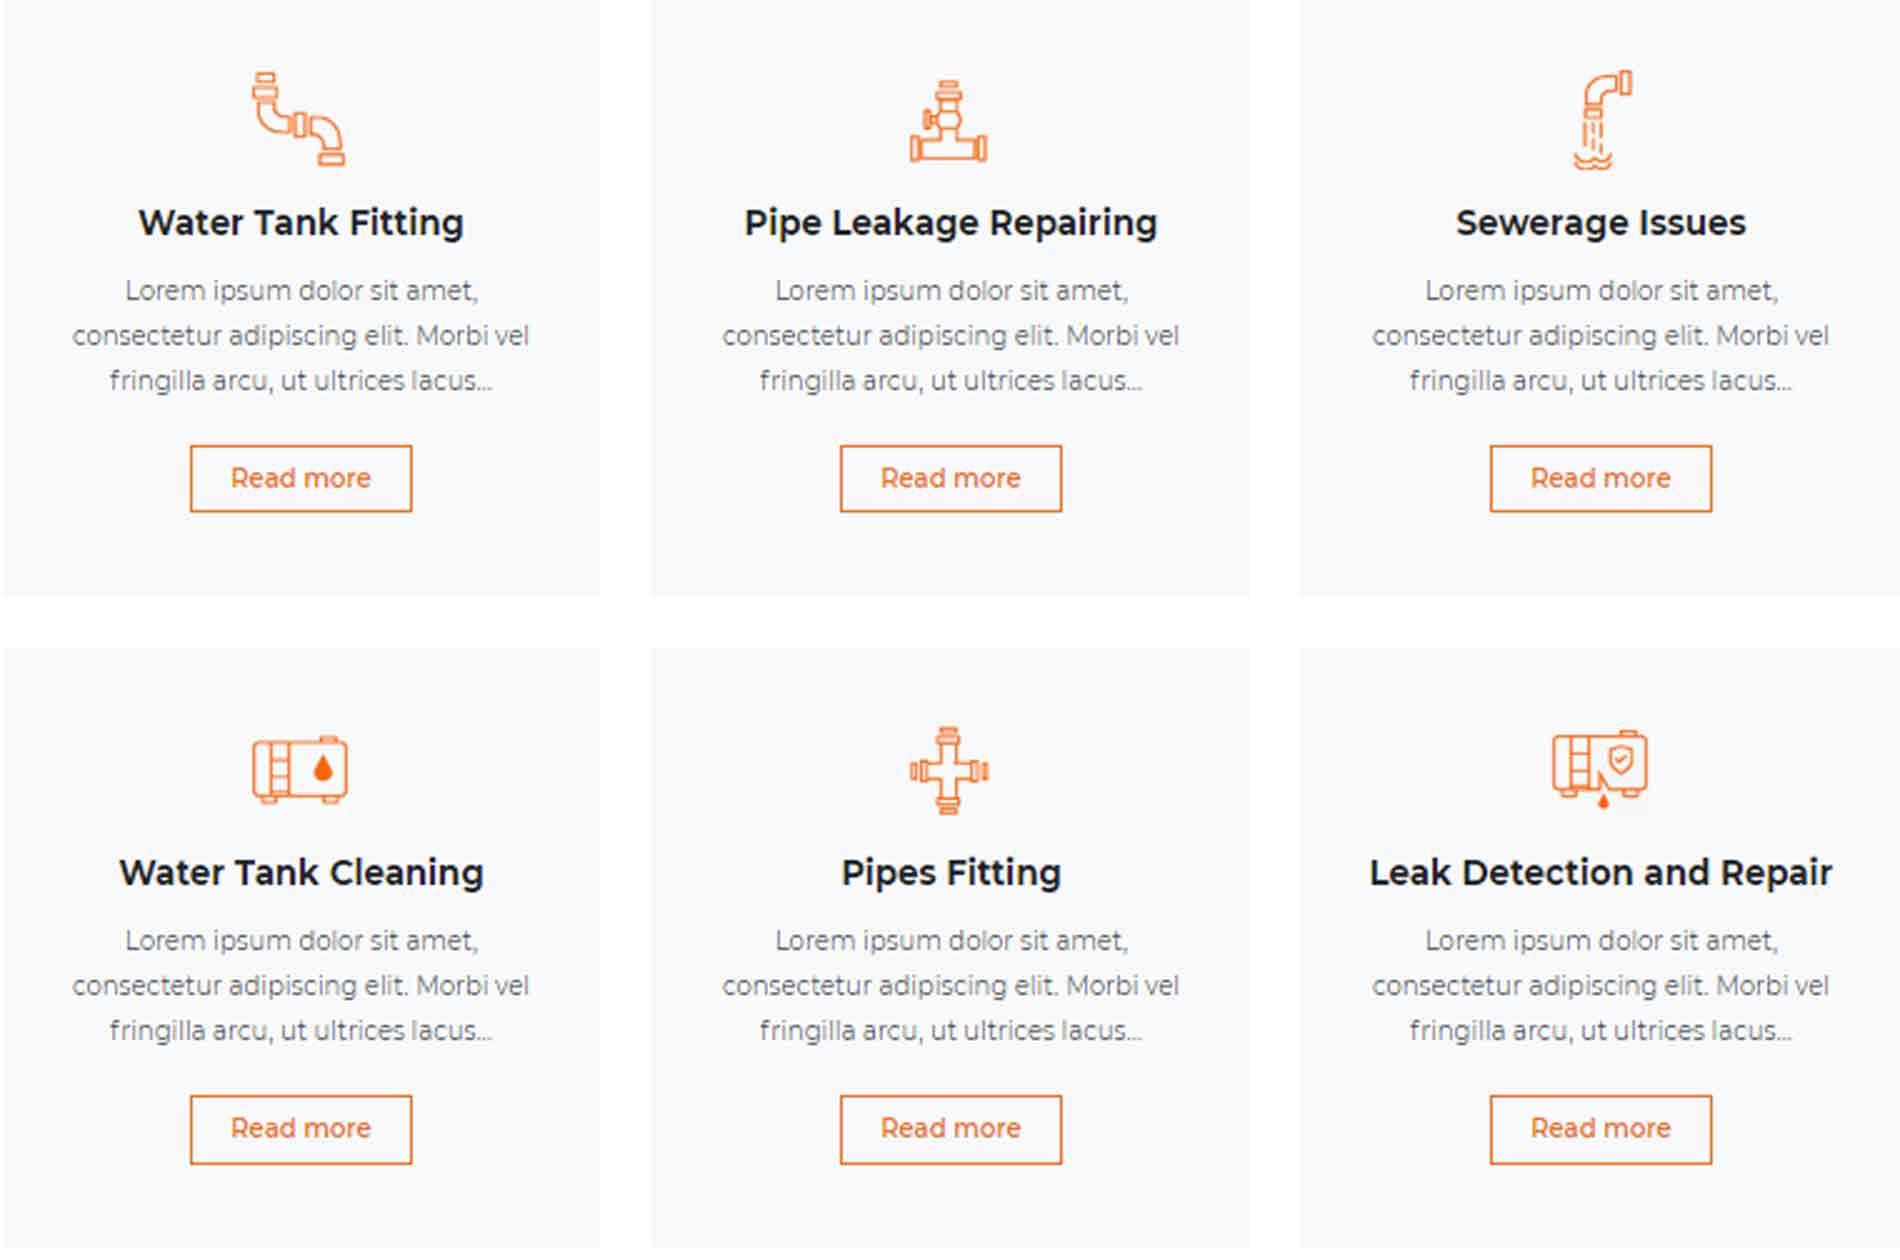 Water Tank Fitting
Lorem ipsum dolor sit amet,
consectetur adipiscing elit. Morbi vel
fringilla arcu, ut ultrices lacus...
Read more
Pipe Leakage Repairing
Lorem ipsum dolor sit amet,
consectetur adipiscing elit. Morbi vel
fringilla arcu, ut ultrices lacus...
Read more
Sewerage Issues
Lorem ipsum dolor sit amet,
consectetur adipiscing elit. Morbi vel
fringilla arcu, ut ultrices lacus...
Read more
Water Tank Cleaning
Lorem ipsum dolor sit amet,
consectetur adipiscing elit. Morbi vel
fringilla arcu, ut ultrices lacus...
Read more
Pipes Fitting
Lorem ipsum dolor sit amet,
consectetur adipiscing elit. Morbi vel
fringilla arcu, ut ultrices lacus...
Read more
Leak Detection and Repair
Lorem ipsum dolor sit amet,
consectetur adipiscing elit. Morbi vel
fringilla arcu, ut ultrices lacus...
Read more